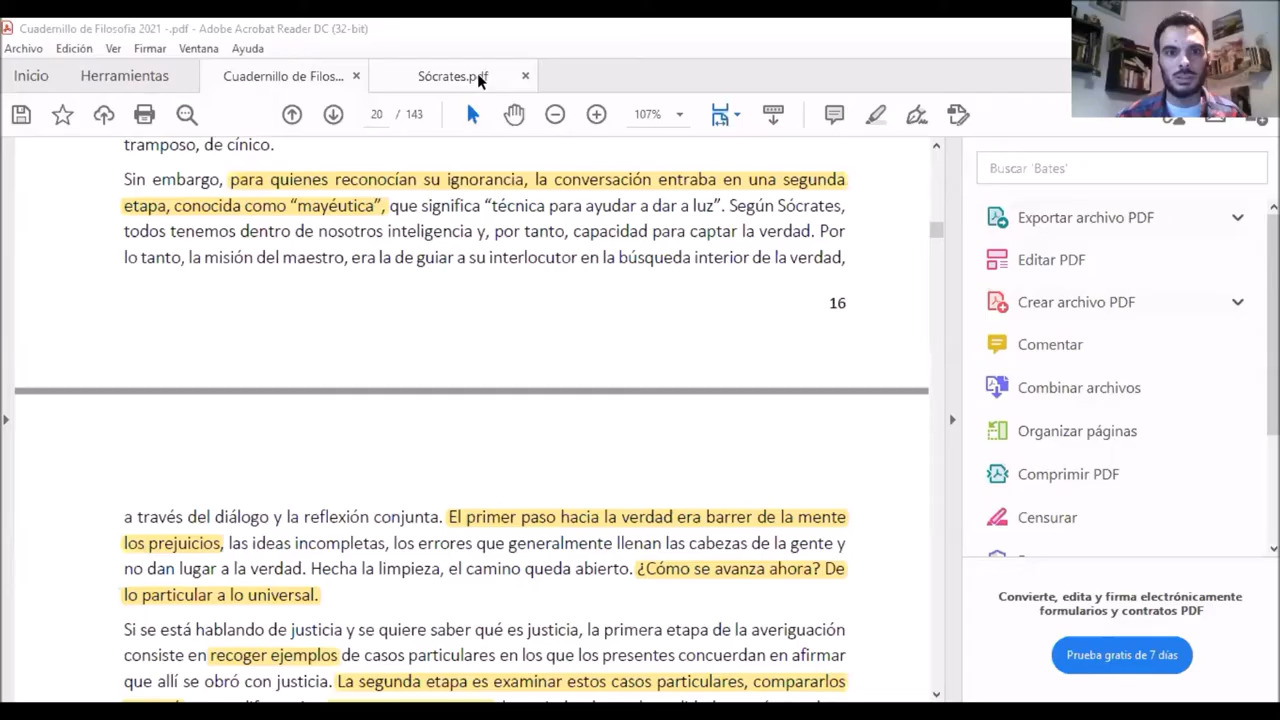 Cuadernillo de Filosofía 2021 -.pdf - Adobe Acrobat Reader DC (32-bit)
Archivo Edición Ver Firmar Ventana Ayuda
Inicio Herramientas Cuadernillo de Filos... × Sócrates.pdf ×
20 / 143 107%
tramposo, de cínico.
Sin embargo, para quienes reconocían su ignorancia, la conversación entraba en una segunda
etapa, conocida como “mayéutica”, que significa “técnica para ayudar a dar a luz”. Según Sócrates,
todos tenemos dentro de nosotros inteligencia y, por tanto, capacidad para captar la verdad. Por
lo tanto, la misión del maestro, era la de guiar a su interlocutor en la búsqueda interior de la verdad,
16
a través del diálogo y la reflexión conjunta. El primer paso hacia la verdad era barrer de la mente
los prejuicios, las ideas incompletas, los errores que generalmente llenan las cabezas de la gente y
no dan lugar a la verdad. Hecha la limpieza, el camino queda abierto. ¿Cómo se avanza ahora? De
lo particular a lo universal.
Si se está hablando de justicia y se quiere saber qué es justicia, la primera etapa de la averiguación
consiste en recoger ejemplos de casos particulares en los que los presentes concuerdan en afirmar
que allí se obró con justicia. La segunda etapa es examinar estos casos particulares, compararlos
Buscar 'Bates'
Exportar archivo PDF
Editar PDF
Crear archivo PDF
Comentar
Combinar archivos
Organizar páginas
Comprimir PDF
Censurar
Convierte, edita y firma electrónicamente
formularios y contratos PDF
Prueba gratis de 7 días